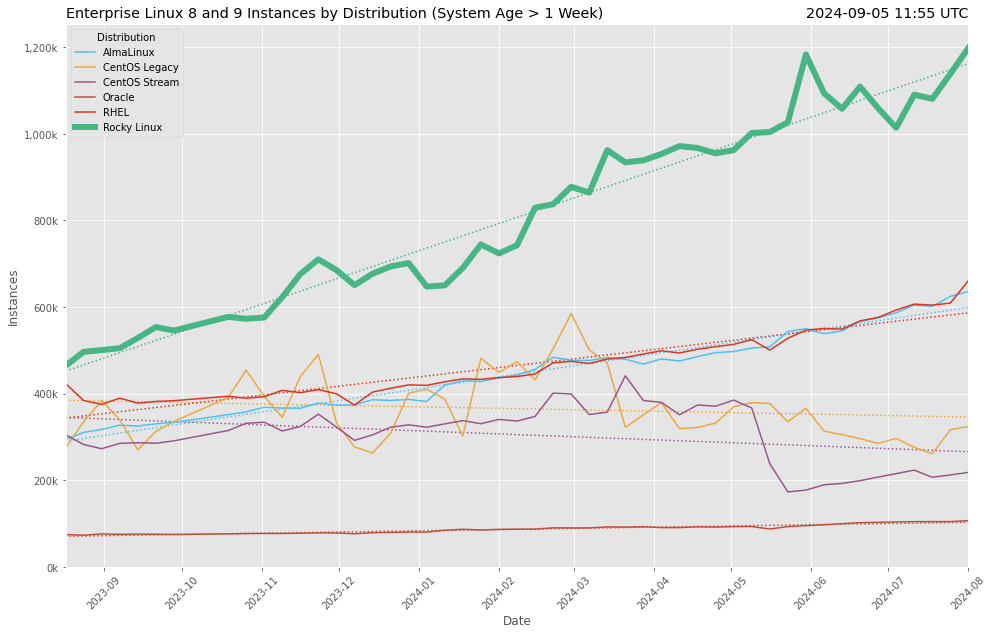 Enterprise Linux 8 and 9 Instances by Distribution (System Age > 1 Week)
2024-09-05 11:55 UTC
Distribution
AlmaLinux
CentOS Legacy
CentOS Stream
Oracle
RHEL
Rocky Linux
1,200k
1,000k
800k
600k
400k
200k
0k
Instances
2023-09
2023-10
2023-11
2023-12
2024-01
2024-02
2024-03
2024-04
2024-05
2024-06
2024-07
2024-08
Date